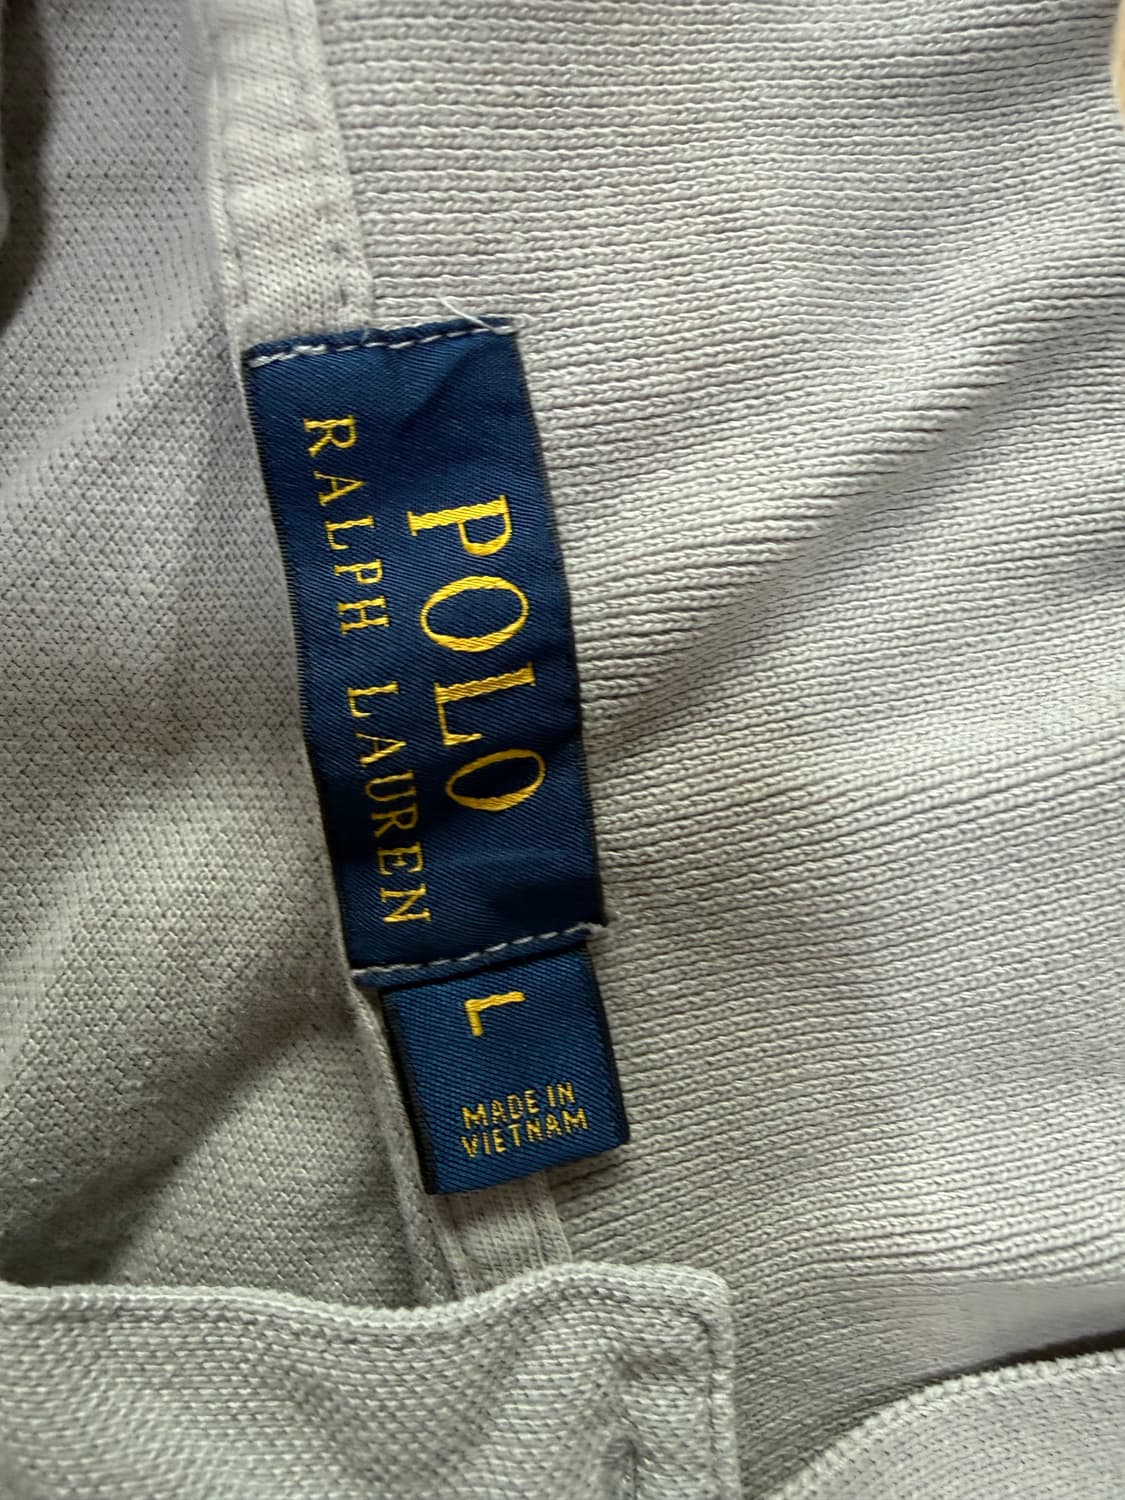 POLO
RALPH LAUREN
L
MADE IN
VIETNAM